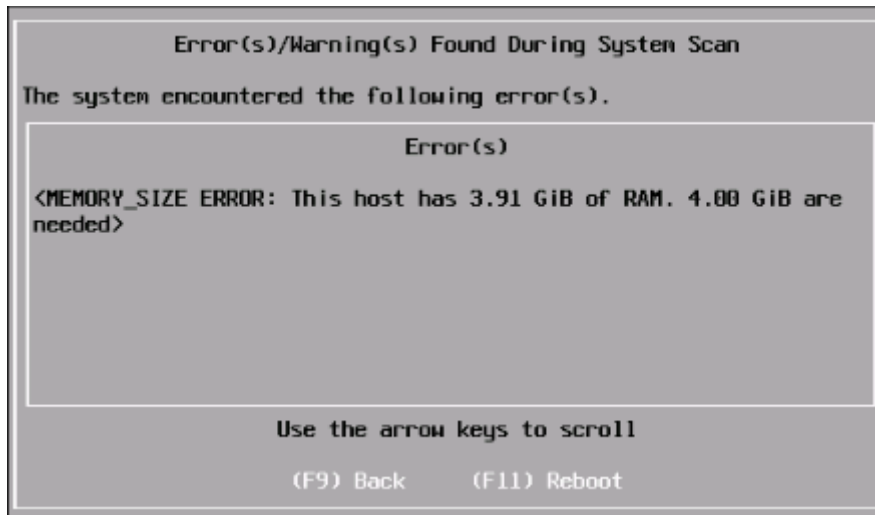 Error(s)/Warning(s) Found During System Scan
The system encountered the following error(s).
Error(s)
<MEMORY_SIZE ERROR: This host has 3.91 GiB of RAM. 4.00 GiB are
needed>
Use the arrow keys to scroll
(F9) Back (F11) Reboot